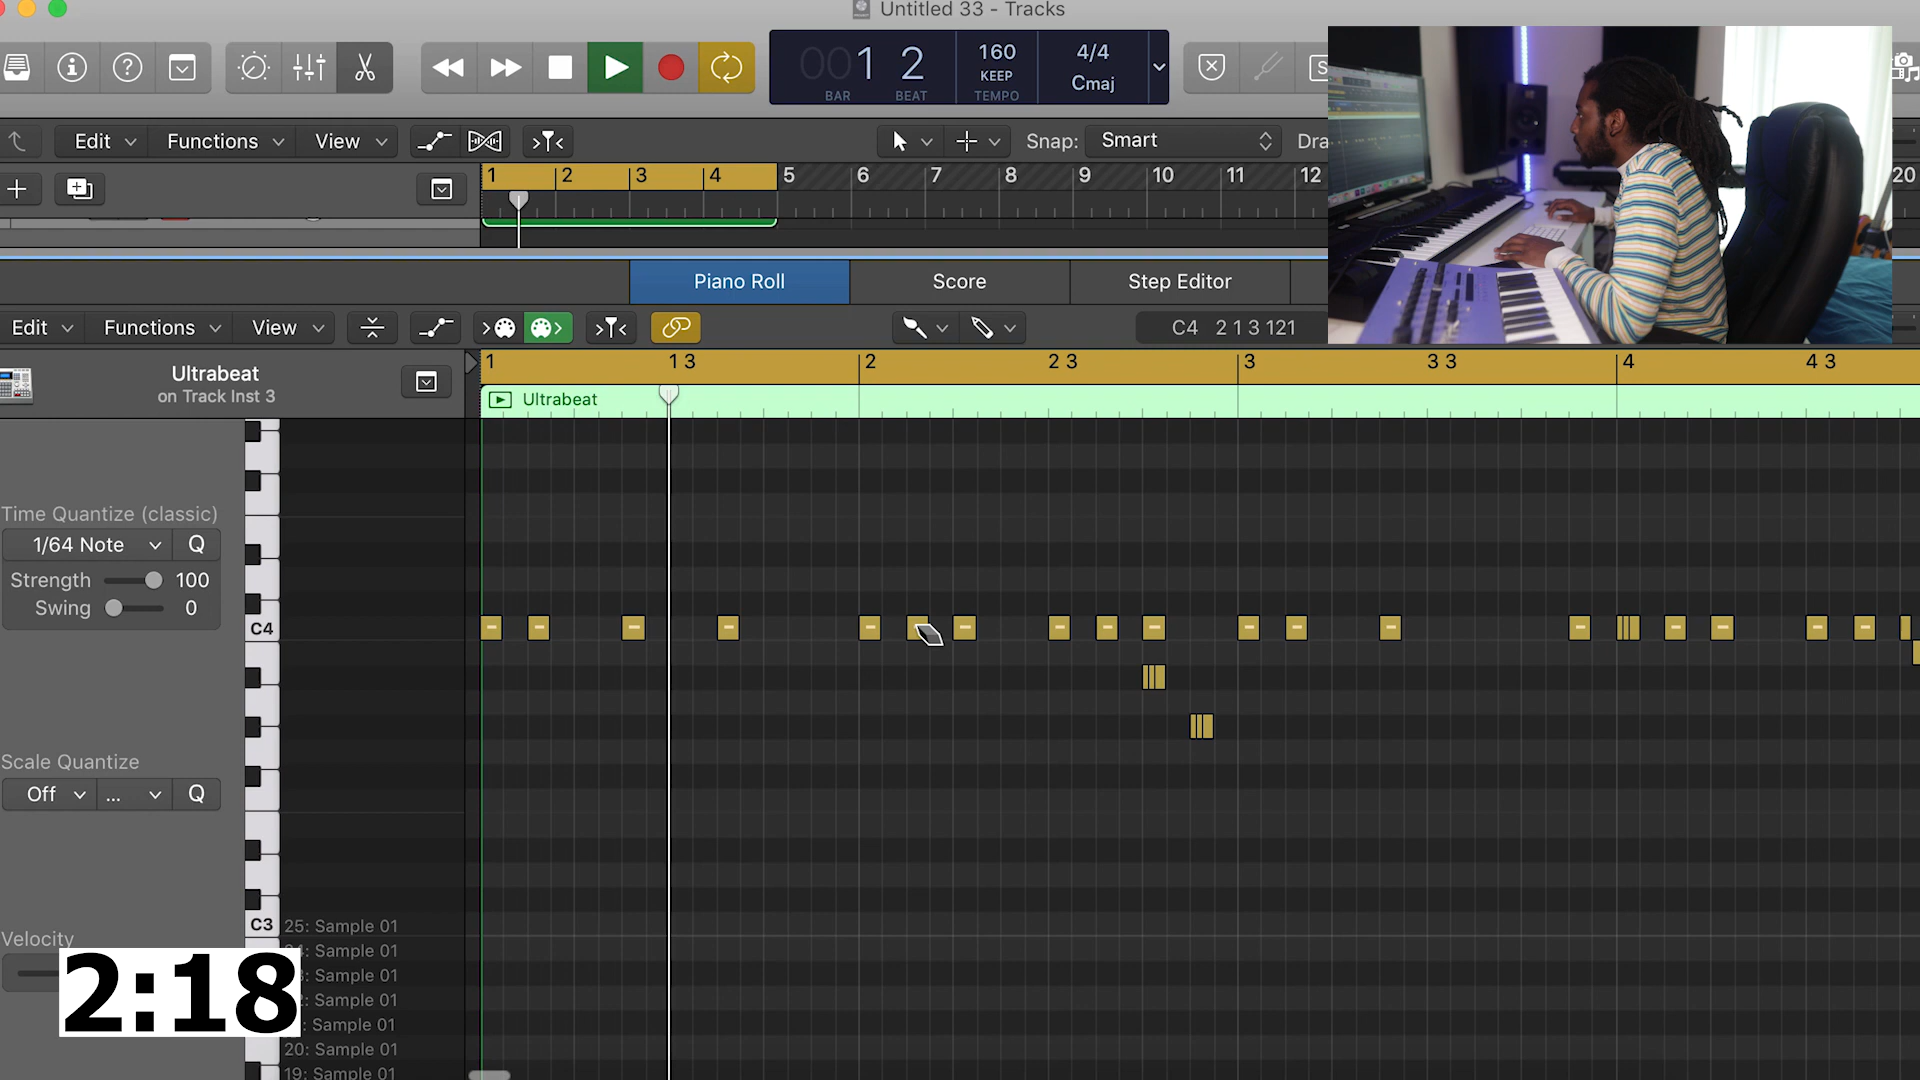 Untitled 33 - Tracks
00 1 2
BAR BEAT
160
KEEP
TEMPO
4/4
Cmaj
S
Edit Functions View
Snap: Smart
Dra
1 2 3 4 5 6 7 8 9 10 11 12 20
Piano Roll Score Step Editor
Edit Functions View
C4 2 1 3 121
Ultrabeat
on Track Inst 3
1 1 3 2 2 3 3 3 3 4 4 3
Ultrabeat
Time Quantize (classic)
1/64 Note Q
Strength 100
Swing 0
C4
Scale Quantize
Off ... Q
Velocity
C3
25: Sample 01
: Sample 01
: Sample 01
: Sample 01
: Sample 01
20: Sample 01
19: Sample 01
2:18